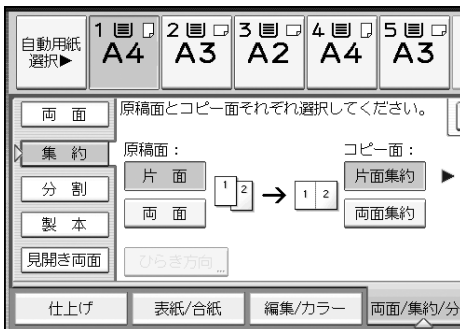 自動用紙
選択▶
1
A4
2
A3
3
A2
4
A4
5
A3
両 面
集 約
分 割
製 本
見開き両面
原稿面とコピー面それぞれ選択してください。
原稿面：
片 面
両 面
1 2 → 1 2
コピー面：
片面集約
両面集約
ひらき方向...
仕上げ
表紙/合紙
編集/カラー
両面/集約/分